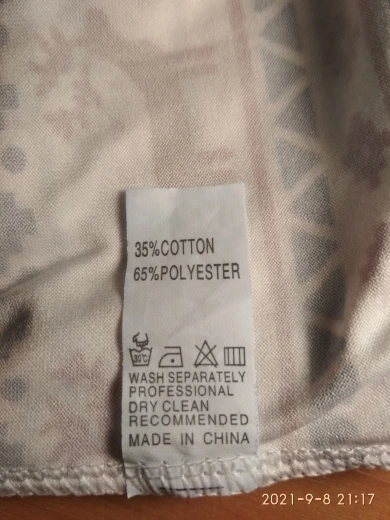 35%COTTON
65%POLYESTER
30°C
WASH SEPARATELY
PROFESSIONAL
DRY CLEAN
RECOMMENDED
MADE IN CHINA
2021-9-8 21:17